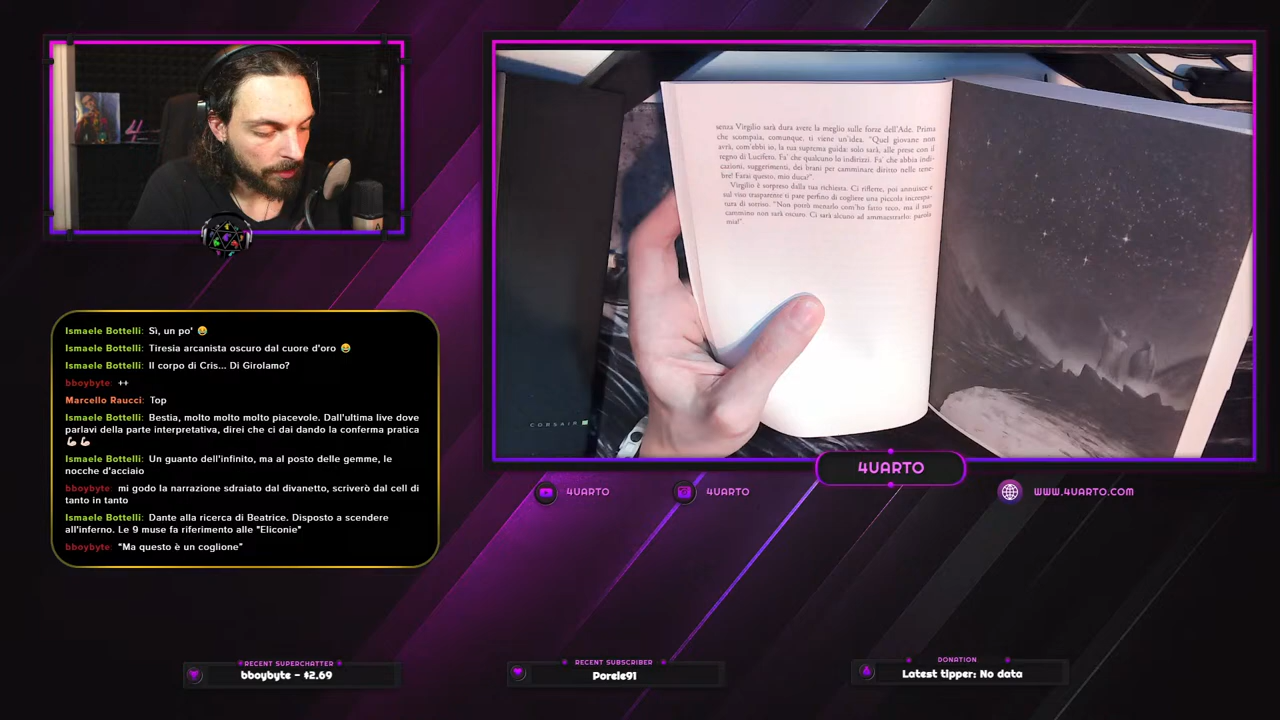 senza Virgilio sarà dura avere la meglio sulle forze dell'Ade. Prima
che scompaia, comunque, ti viene un'idea. "Quel giovane non
avrà, com'ebbi io, la sua suprema guida: solo sarà, alle prese con il
regno di Lucifero. Fa' che qualcuno lo indirizzi. Fa' che abbia indi-
cazioni, suggerimenti, dei brani per camminare diritto nelle tene-
bre! Farai questo, mio duca?".
Virgilio è sorpreso dalla tua richiesta. Ci riflette, poi annuisce e
sul viso trasparente ti pare perfino di cogliere una piccola increspa-
tura di sorriso. "Non potrò menarlo com'ho fatto teco, ma il suo
cammino non sarà oscuro. Ci sarà alcuno ad ammaestrarlo: parola
mia!"
CORSAIR
4UARTO
4UARTO
4UARTO
WWW.4UARTO.COM
Ismaele Bottelli: Sì, un po' 😂
Ismaele Bottelli: Tiresia arcanista oscuro dal cuore d'oro 😂
Ismaele Bottelli: Il corpo di Cris... Di Girolamo?
bboybyte: ++
Marcello Raucci: Top
Ismaele Bottelli: Bestia, molto molto molto piacevole. Dall'ultima live dove
parlavi della parte interpretativa, direi che ci dai dando la conferma pratica
💪🏻💪🏻
Ismaele Bottelli: Un guanto dell'infinito, ma al posto delle gemme, le
nocche d'acciaio
bboybyte: mi godo la narrazione sdraiato dal divanetto, scriverò dal cell di
tanto in tanto
Ismaele Bottelli: Dante alla ricerca di Beatrice. Disposto a scendere
all'inferno. Le 9 muse fa riferimento alle "Eliconie"
bboybyte: "Ma questo è un coglione"
RECENT SUPERCHATTER
bboybyte - $2.69
RECENT SUBSCRIBER
Porele91
DONATION
Latest tipper: No data